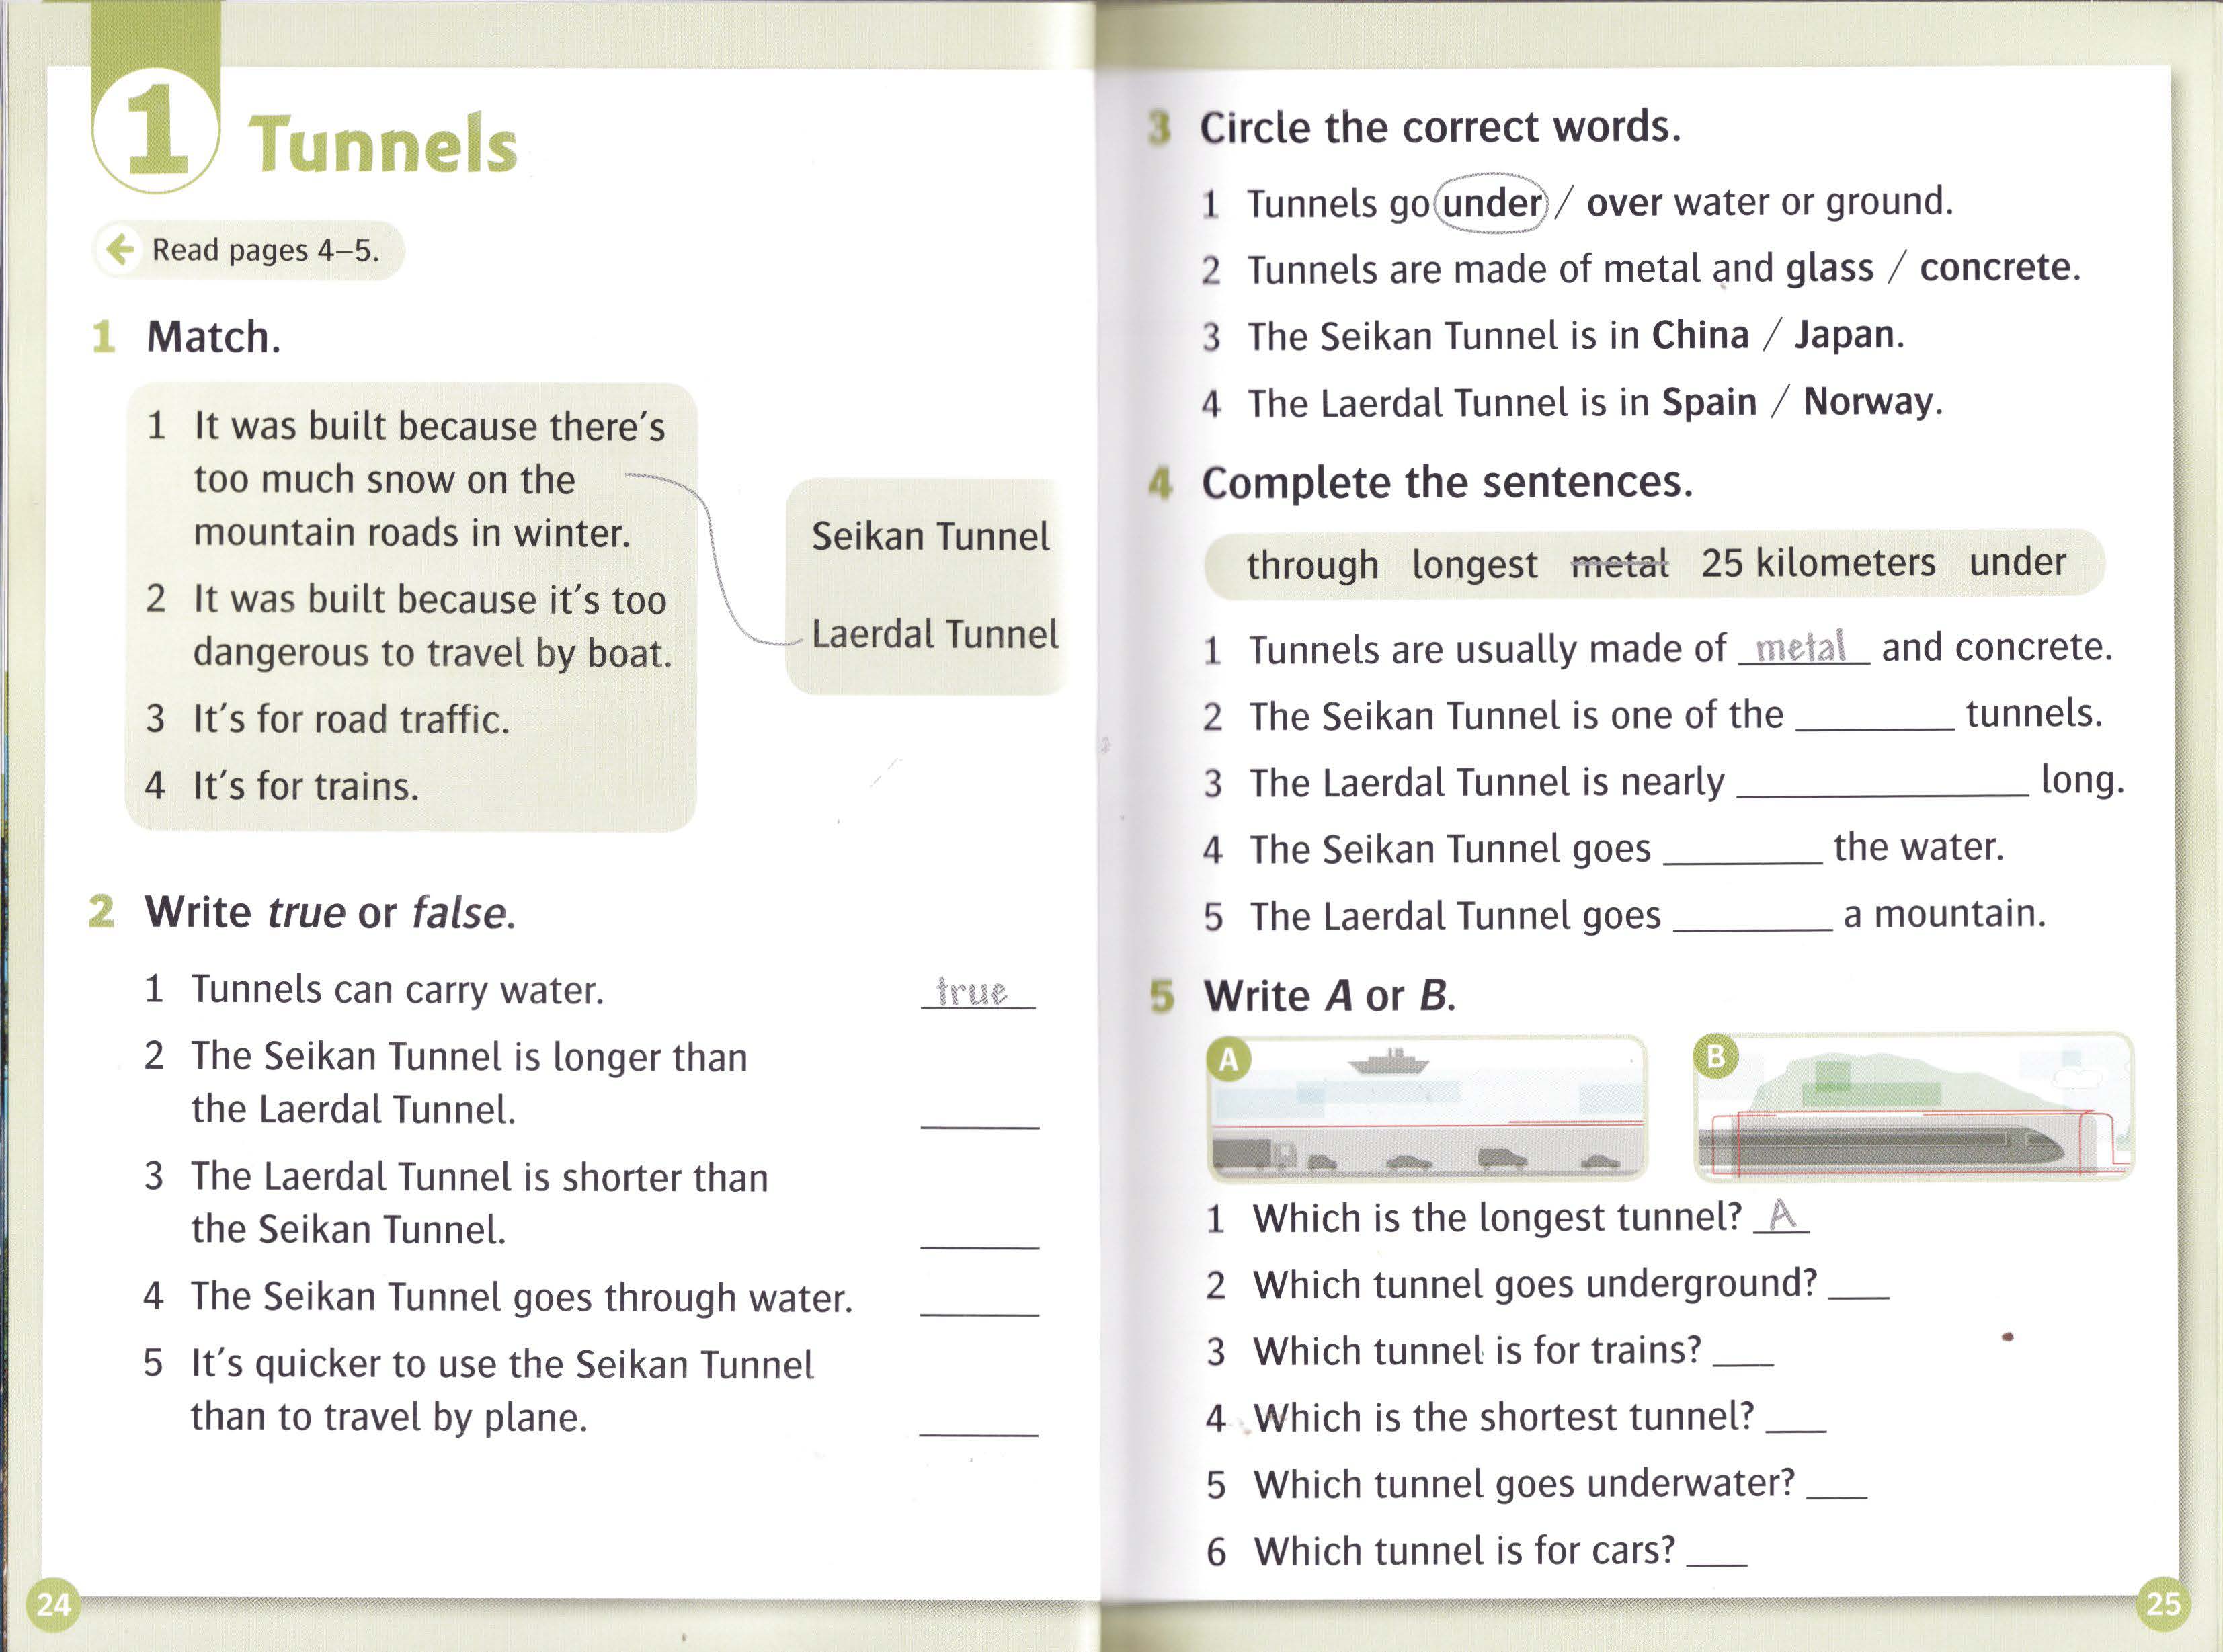 1 Tunnels
Read pages 4–5.
1 Match.
1 It was built because there's
too much snow on the
mountain roads in winter.
2 It was built because it's too
dangerous to travel by boat.
3 It's for road traffic.
4 It's for trains.
Seikan Tunnel
Laerdal Tunnel
2 Write true or false.
1 Tunnels can carry water. true
2 The Seikan Tunnel is longer than
the Laerdal Tunnel.
3 The Laerdal Tunnel is shorter than
the Seikan Tunnel.
4 The Seikan Tunnel goes through water.
5 It's quicker to use the Seikan Tunnel
than to travel by plane.
24
3 Circle the correct words.
1 Tunnels go under / over water or ground.
2 Tunnels are made of metal and glass / concrete.
3 The Seikan Tunnel is in China / Japan.
4 The Laerdal Tunnel is in Spain / Norway.
4 Complete the sentences.
through longest metal 25 kilometers under
1 Tunnels are usually made of metal and concrete.
2 The Seikan Tunnel is one of the ________ tunnels.
3 The Laerdal Tunnel is nearly ________ long.
4 The Seikan Tunnel goes ________ the water.
5 The Laerdal Tunnel goes ________ a mountain.
5 Write A or B.
A B
1 Which is the longest tunnel? A
2 Which tunnel goes underground? ___
3 Which tunnel is for trains? ___
4 Which is the shortest tunnel? ___
5 Which tunnel goes underwater? ___
6 Which tunnel is for cars? ___
25